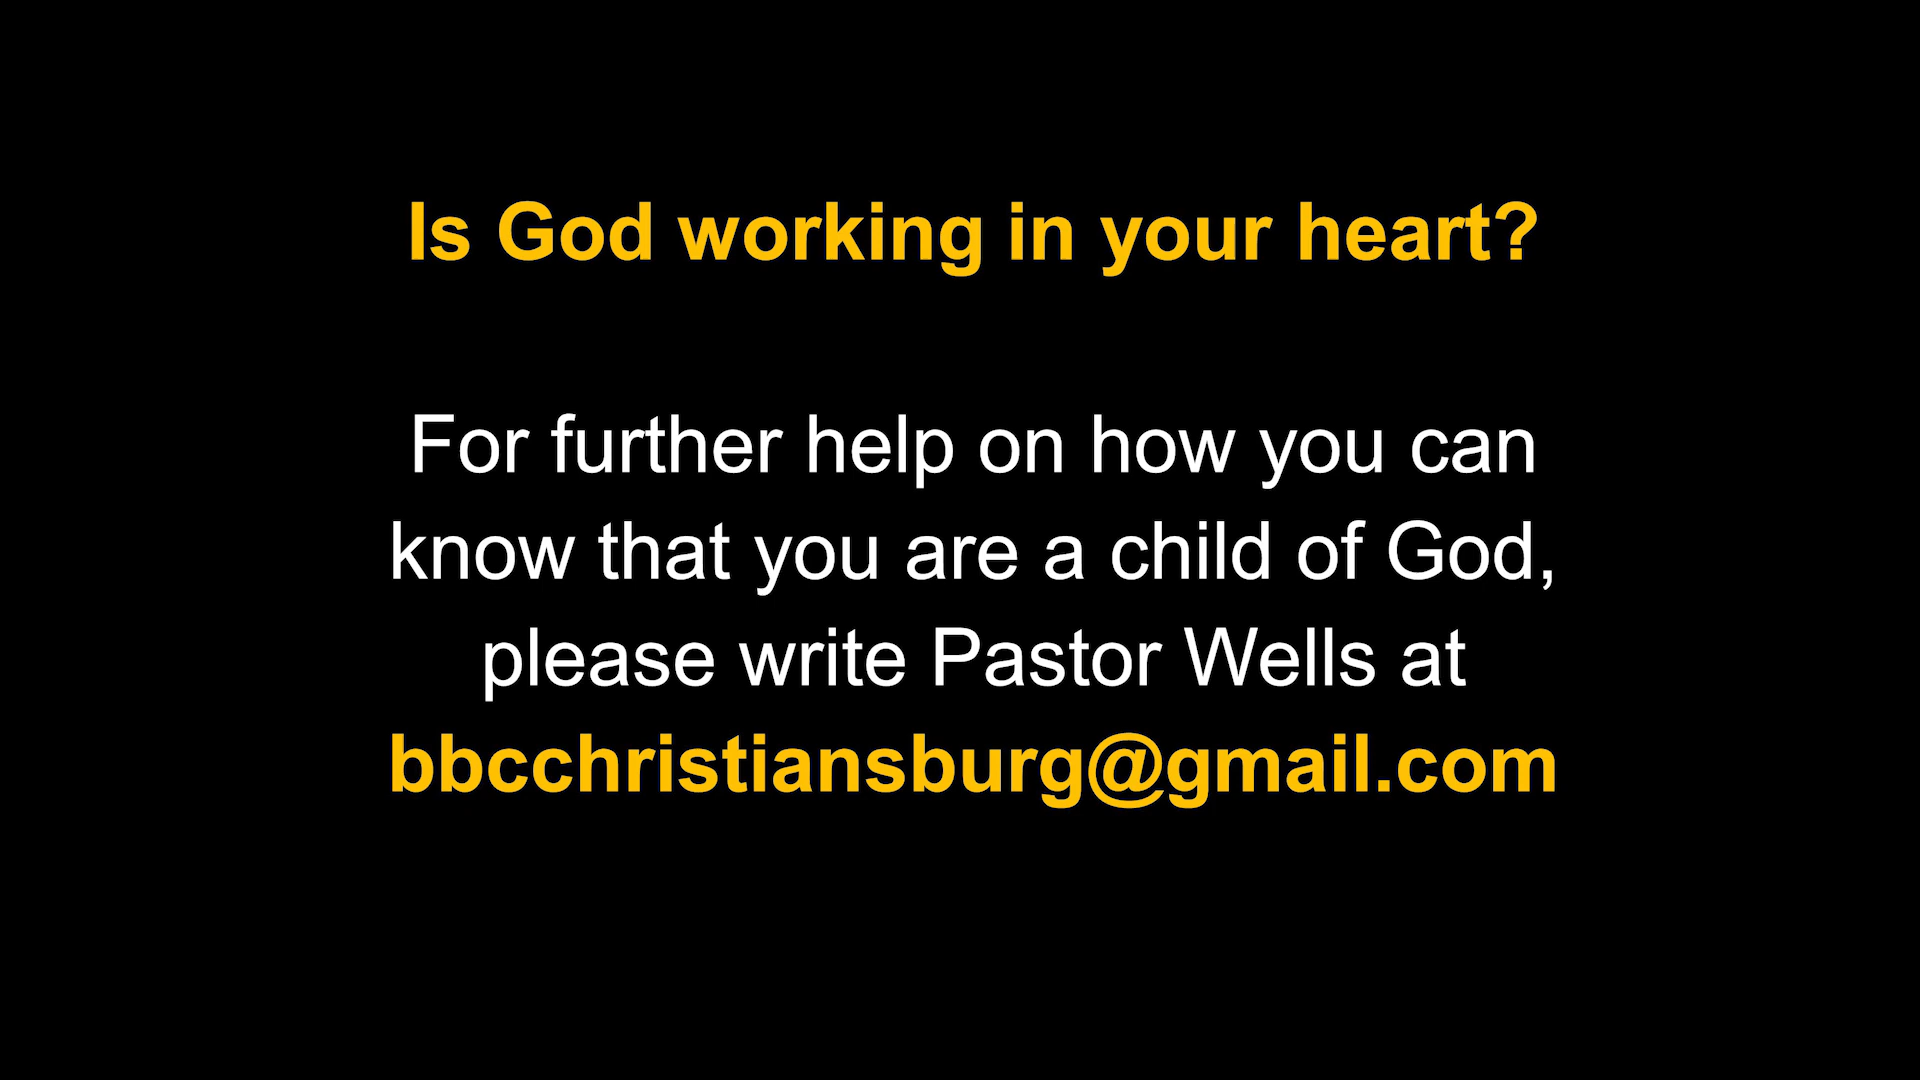 Is God working in your heart?
For further help on how you can
know that you are a child of God,
please write Pastor Wells at
bbcchristiansburg@gmail.com